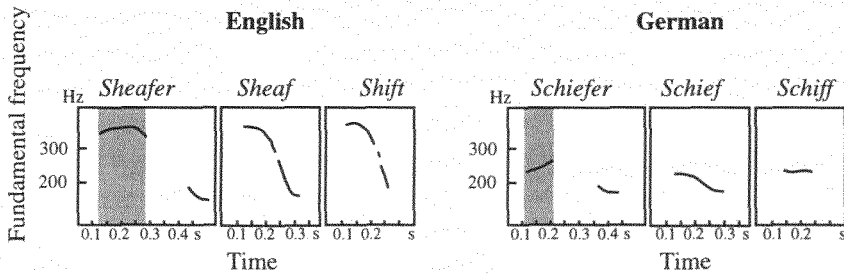 English German
Fundamental frequency
Sheafer Sheaf Shift Schiefer Schief Schiff
Hz Hz
300 300
200 200
0.1 0.2 0.3 0.4 s 0.1 0.2 0.3 s 0.1 0.2 s 0.1 0.2 0.3 0.4 s 0.1 0.2 0.3 s 0.1 0.2 s
Time Time